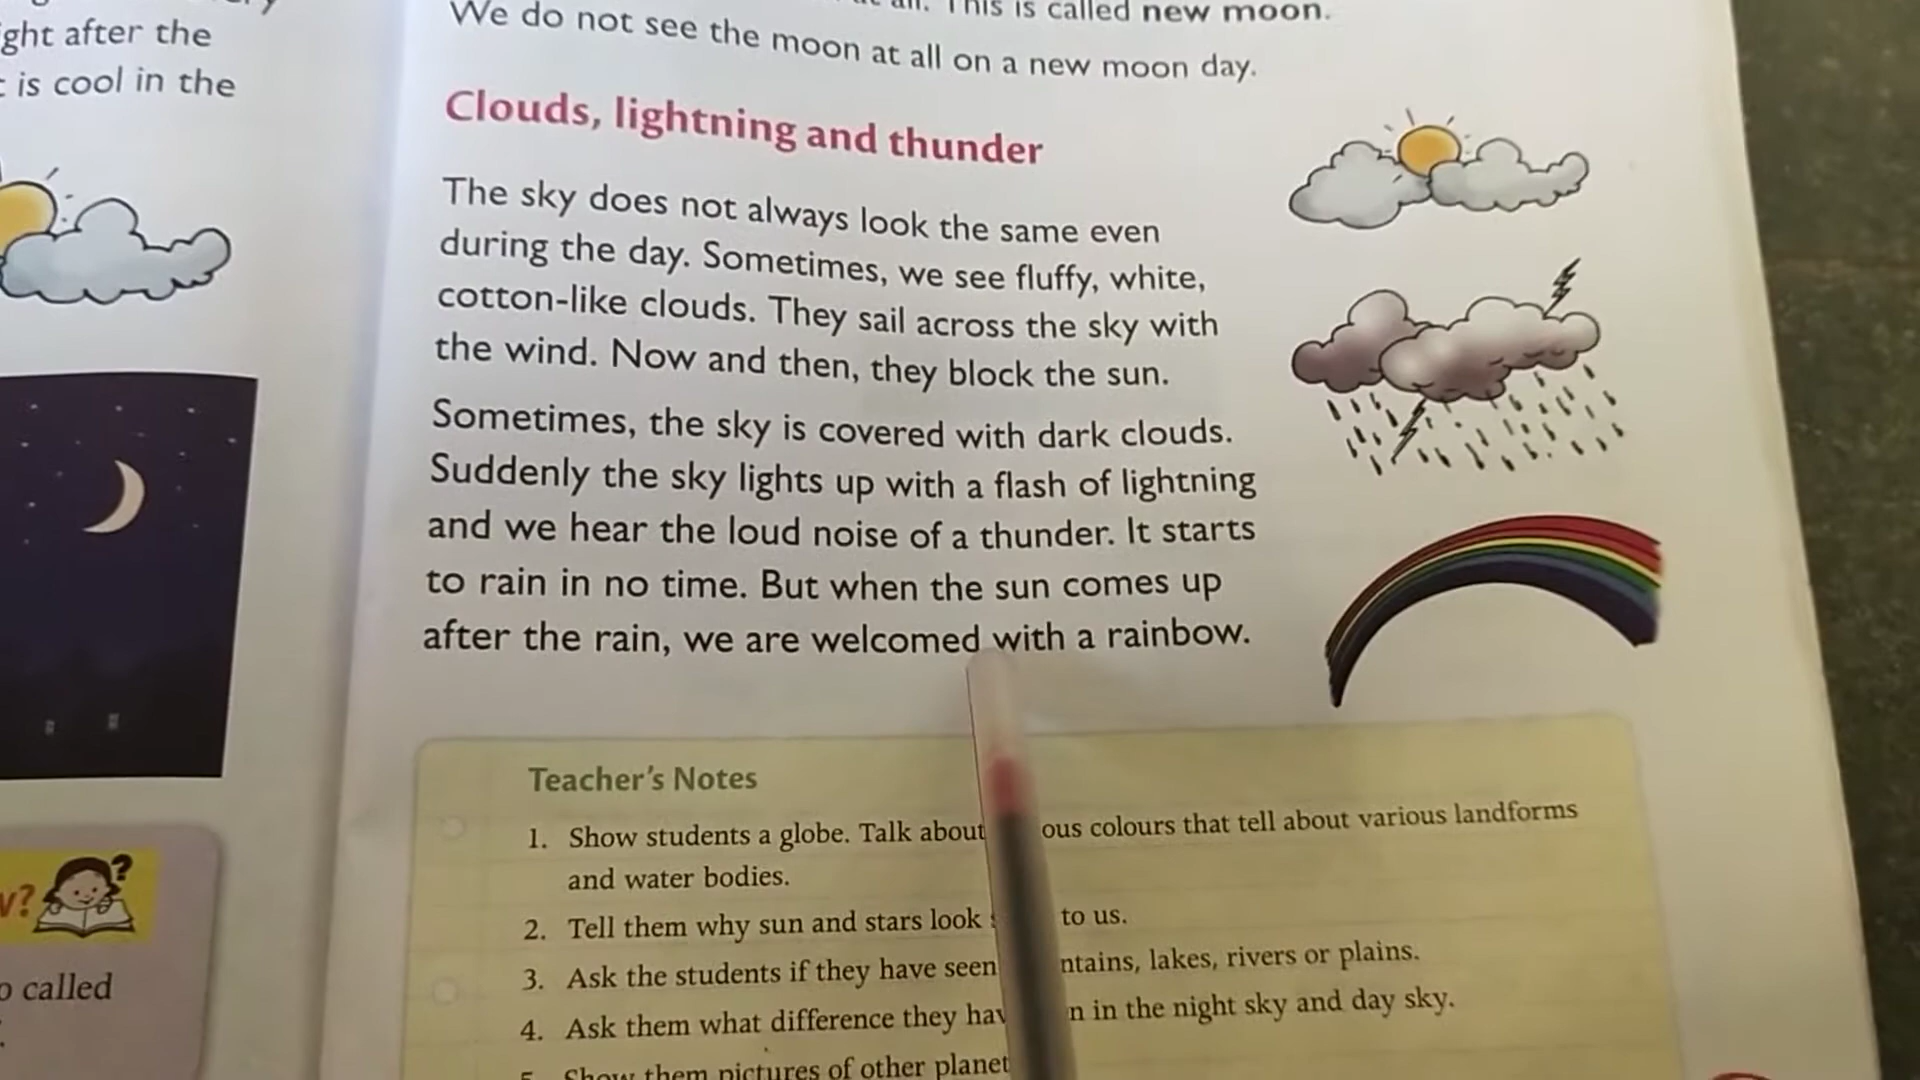 ght after the
is cool in the
o called
This is called new moon.
We do not see the moon at all on a new moon day.
Clouds, lightning and thunder
The sky does not always look the same even
during the day. Sometimes, we see fluffy, white,
cotton-like clouds. They sail across the sky with
the wind. Now and then, they block the sun.
Sometimes, the sky is covered with dark clouds.
Suddenly the sky lights up with a flash of lightning
and we hear the loud noise of a thunder. It starts
to rain in no time. But when the sun comes up
after the rain, we are welcomed with a rainbow.
Teacher's Notes
1. Show students a globe. Talk about ous colours that tell about various landforms
and water bodies.
2. Tell them why sun and stars look to us.
3. Ask the students if they have seen ntains, lakes, rivers or plains.
4. Ask them what difference they hav n in the night sky and day sky.
Show them pictures of other planet